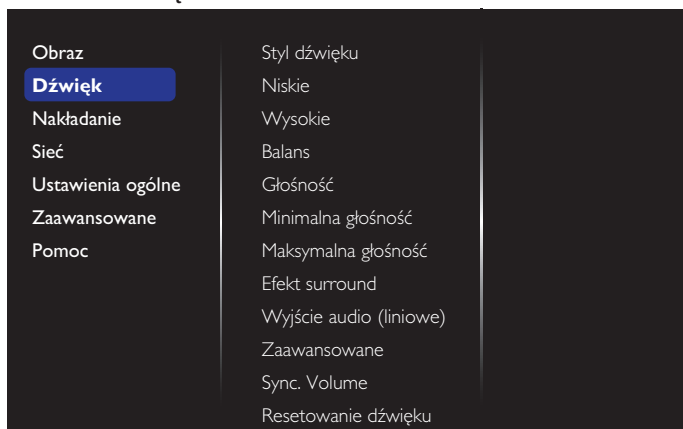 Obraz
Dźwięk
Nakładanie
Sieć
Ustawienia ogólne
Zaawansowane
Pomoc
Styl dźwięku
Niskie
Wysokie
Balans
Głośność
Minimalna głośność
Maksymalna głośność
Efekt surround
Wyjście audio (liniowe)
Zaawansowane
Sync. Volume
Resetowanie dźwięku